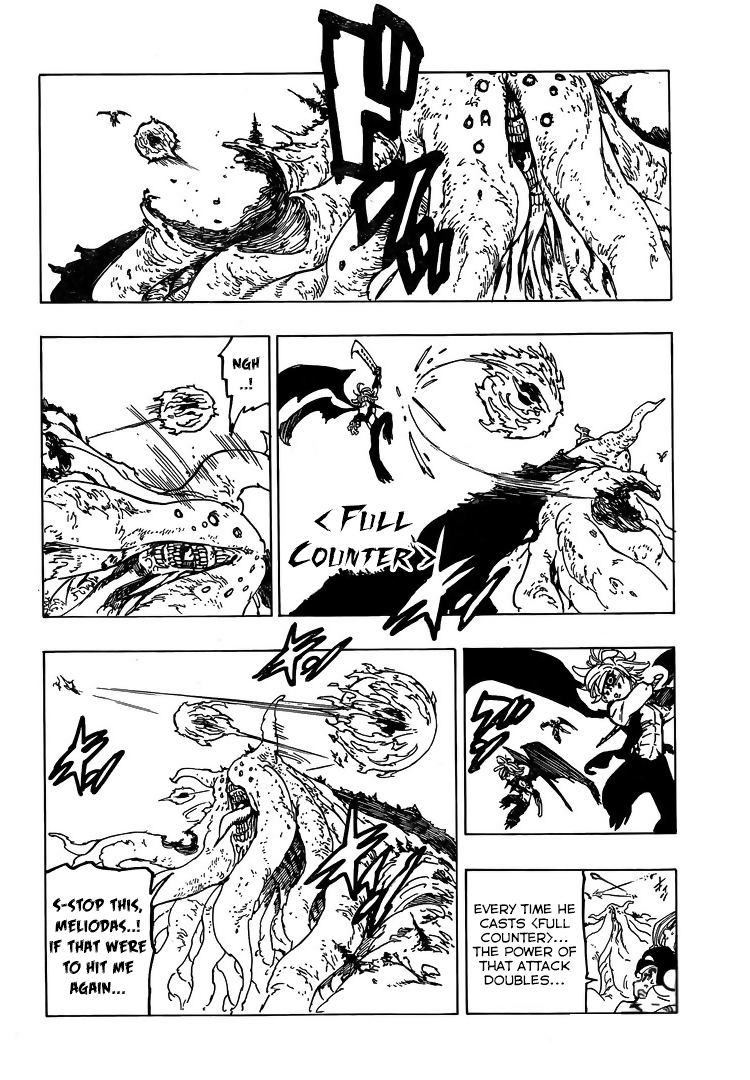 ド
NGH
..!
<FULL
COUNTER>
S-STOP THIS,
MELIODAS..!
IF THAT WERE
TO HIT ME
AGAIN...
EVERY TIME HE
CASTS <FULL
COUNTER>...
THE POWER OF
THAT ATTACK
DOUBLES...